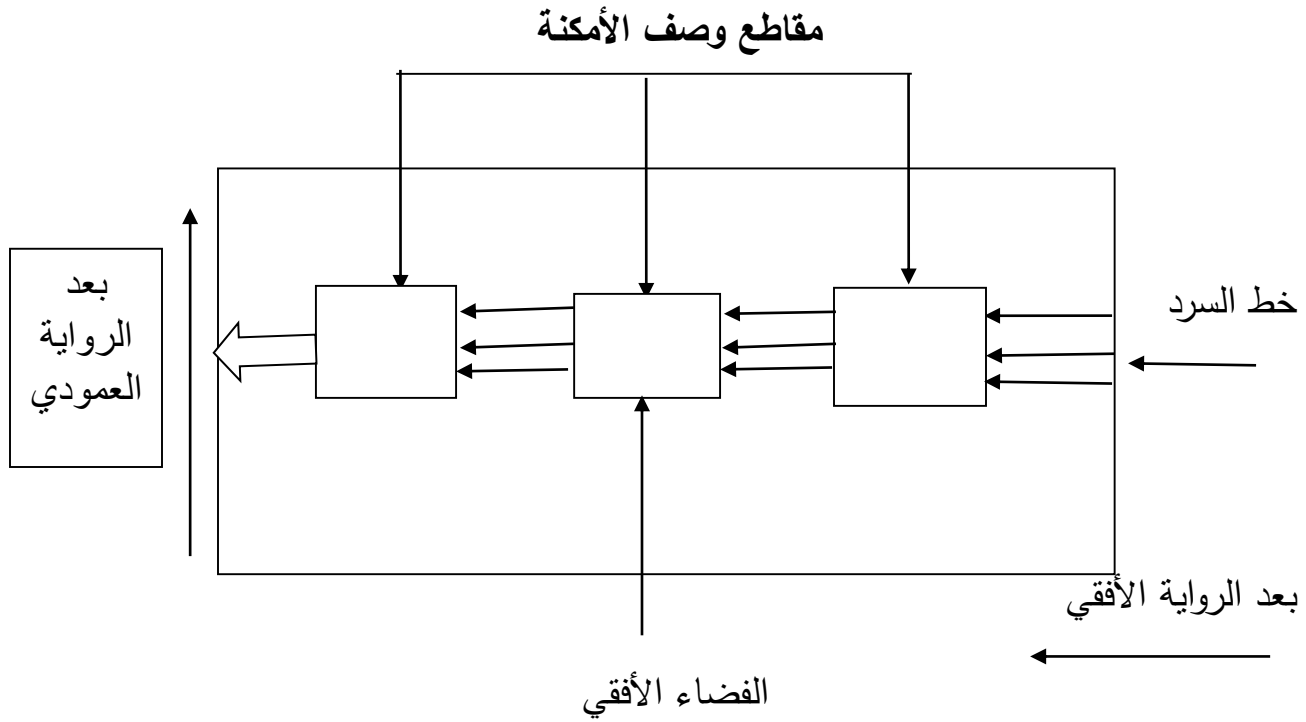 مقاطع وصف الأمكنة
خط السرد
بعد
الرواية
العمودي
بعد الرواية الأفقي
الفضاء الأفقي